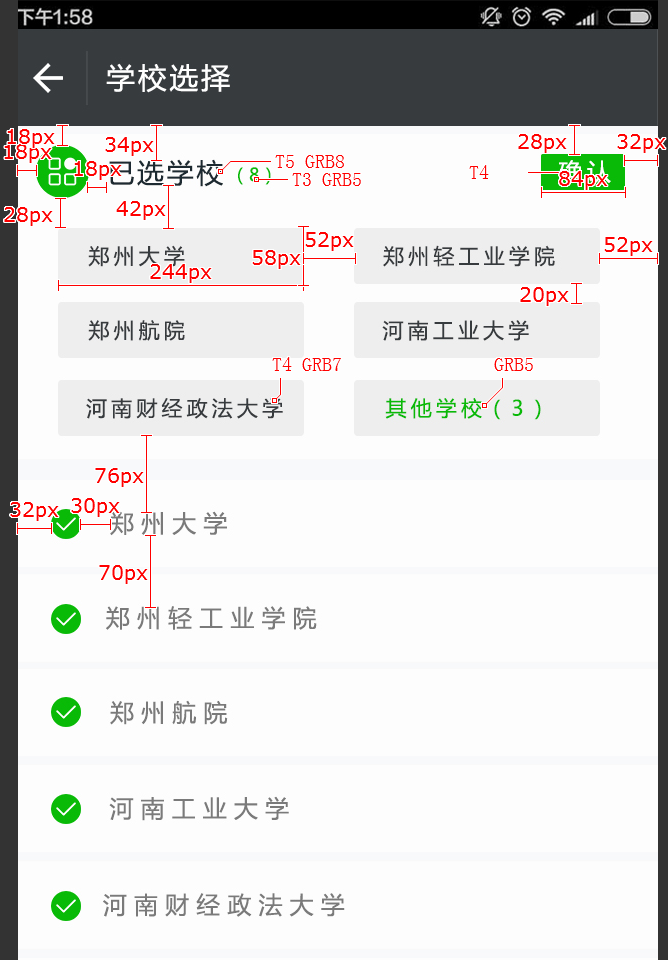 下午1:58
学校选择
18px
34px
28px
32px
18px
18px
已选学校 (8)
T5 GRB8
T3 GRB5
T4
确认
84px
28px
42px
郑州大学
244px
58px
52px
郑州轻工业学院
52px
20px
郑州航院
河南工业大学
T4 GRB7
GRB5
河南财经政法大学
其他学校(3)
76px
32px
30px
郑州大学
70px
郑州轻工业学院
郑州航院
河南工业大学
河南财经政法大学